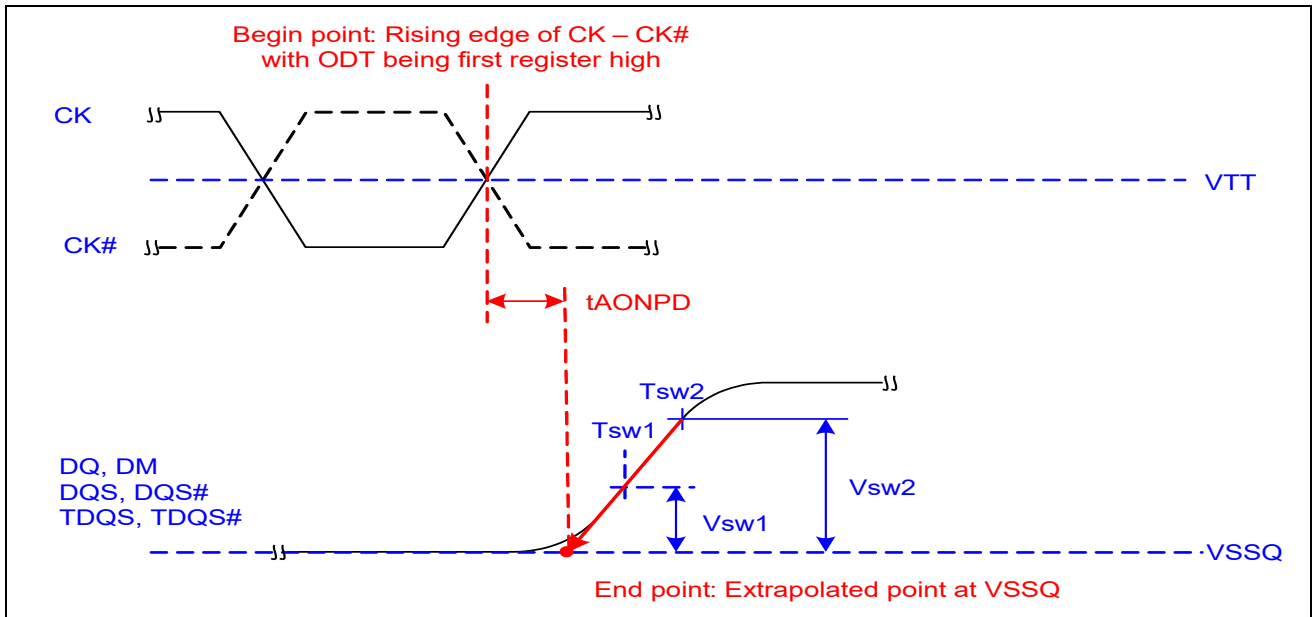 Begin point: Rising edge of CK – CK#
with ODT being first register high
CK
VTT
CK#
tAONPD
Tsw2
Tsw1
DQ, DM
DQS, DQS#
TDQS, TDQS#
Vsw2
Vsw1
VSSQ
End point: Extrapolated point at VSSQ